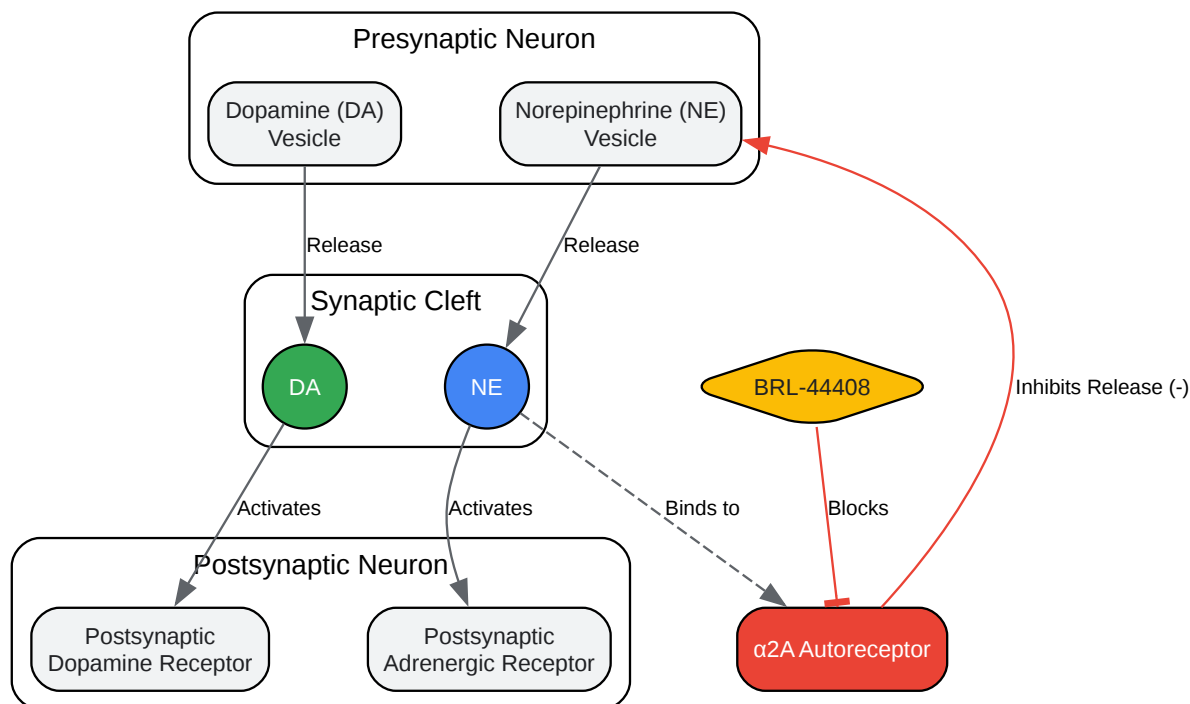 Presynaptic Neuron
Dopamine (DA)
Vesicle
Norepinephrine (NE)
Vesicle
Release
Release
Synaptic Cleft
DA
NE
BRL-44408
Inhibits Release (-)
Activates
Activates
Binds to
Blocks
Postsynaptic Neuron
Postsynaptic
Dopamine Receptor
Postsynaptic
Adrenergic Receptor
α2A Autoreceptor